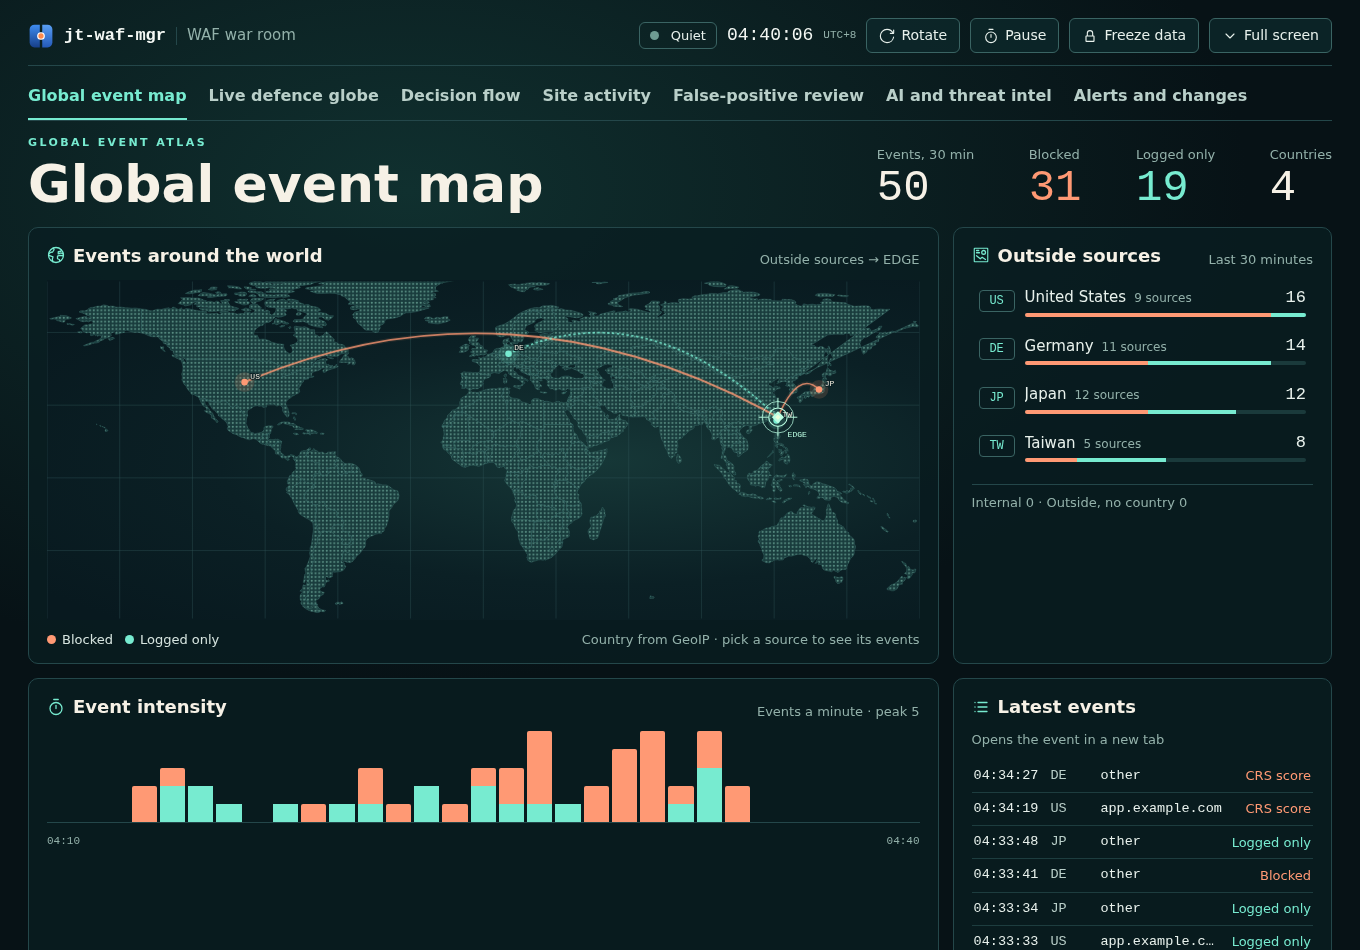 jt-waf-mgr WAF war room Quiet 04:40:06 UTC+8 Rotate Pause Freeze data Full screen
Global event map Live defence globe Decision flow Site activity False-positive review AI and threat intel Alerts and changes
GLOBAL EVENT ATLAS
Global event map
Events, 30 min Blocked Logged only Countries
50 31 19 4
Events around the world Outside sources → EDGE
US
DE
JP
EDGE
Blocked Logged only Country from GeoIP · pick a source to see its events
Outside sources Last 30 minutes
US United States 9 sources 16
DE Germany 11 sources 14
JP Japan 12 sources 12
TW Taiwan 5 sources 8
Internal 0 · Outside, no country 0
Event intensity Events a minute · peak 5
04:10 04:40
Latest events
Opens the event in a new tab
04:34:27 DE other CRS score
04:34:19 US app.example.com CRS score
04:33:48 JP other Logged only
04:33:41 DE other Blocked
04:33:34 JP other Logged only
04:33:33 US app.example.c… Logged only